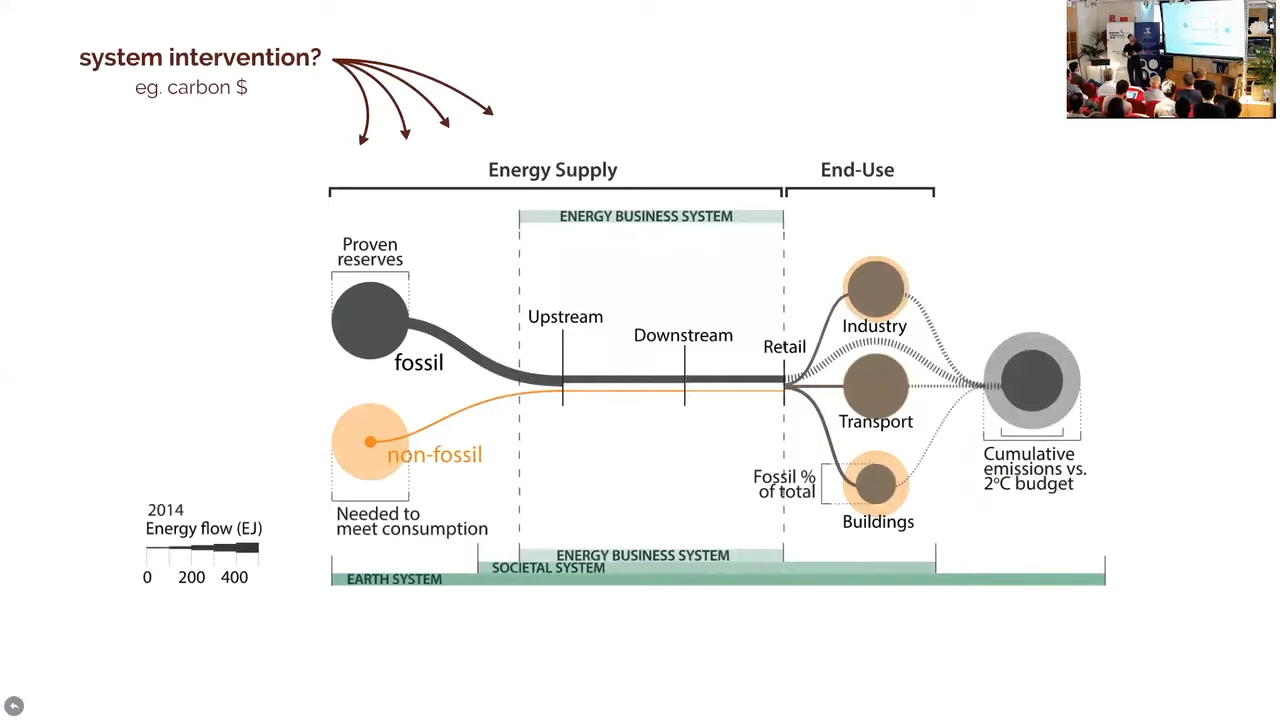 system intervention?
eg. carbon $
Energy Supply
End-Use
ENERGY BUSINESS SYSTEM
Proven
reserves
fossil
Upstream
Downstream
Retail
Industry
Transport
non-fossil
Needed to
meet consumption
Fossil %
of total
Buildings
Cumulative
emissions vs.
2°C budget
2014
Energy flow (EJ)
0 200 400
ENERGY BUSINESS SYSTEM
SOCIETAL SYSTEM
EARTH SYSTEM